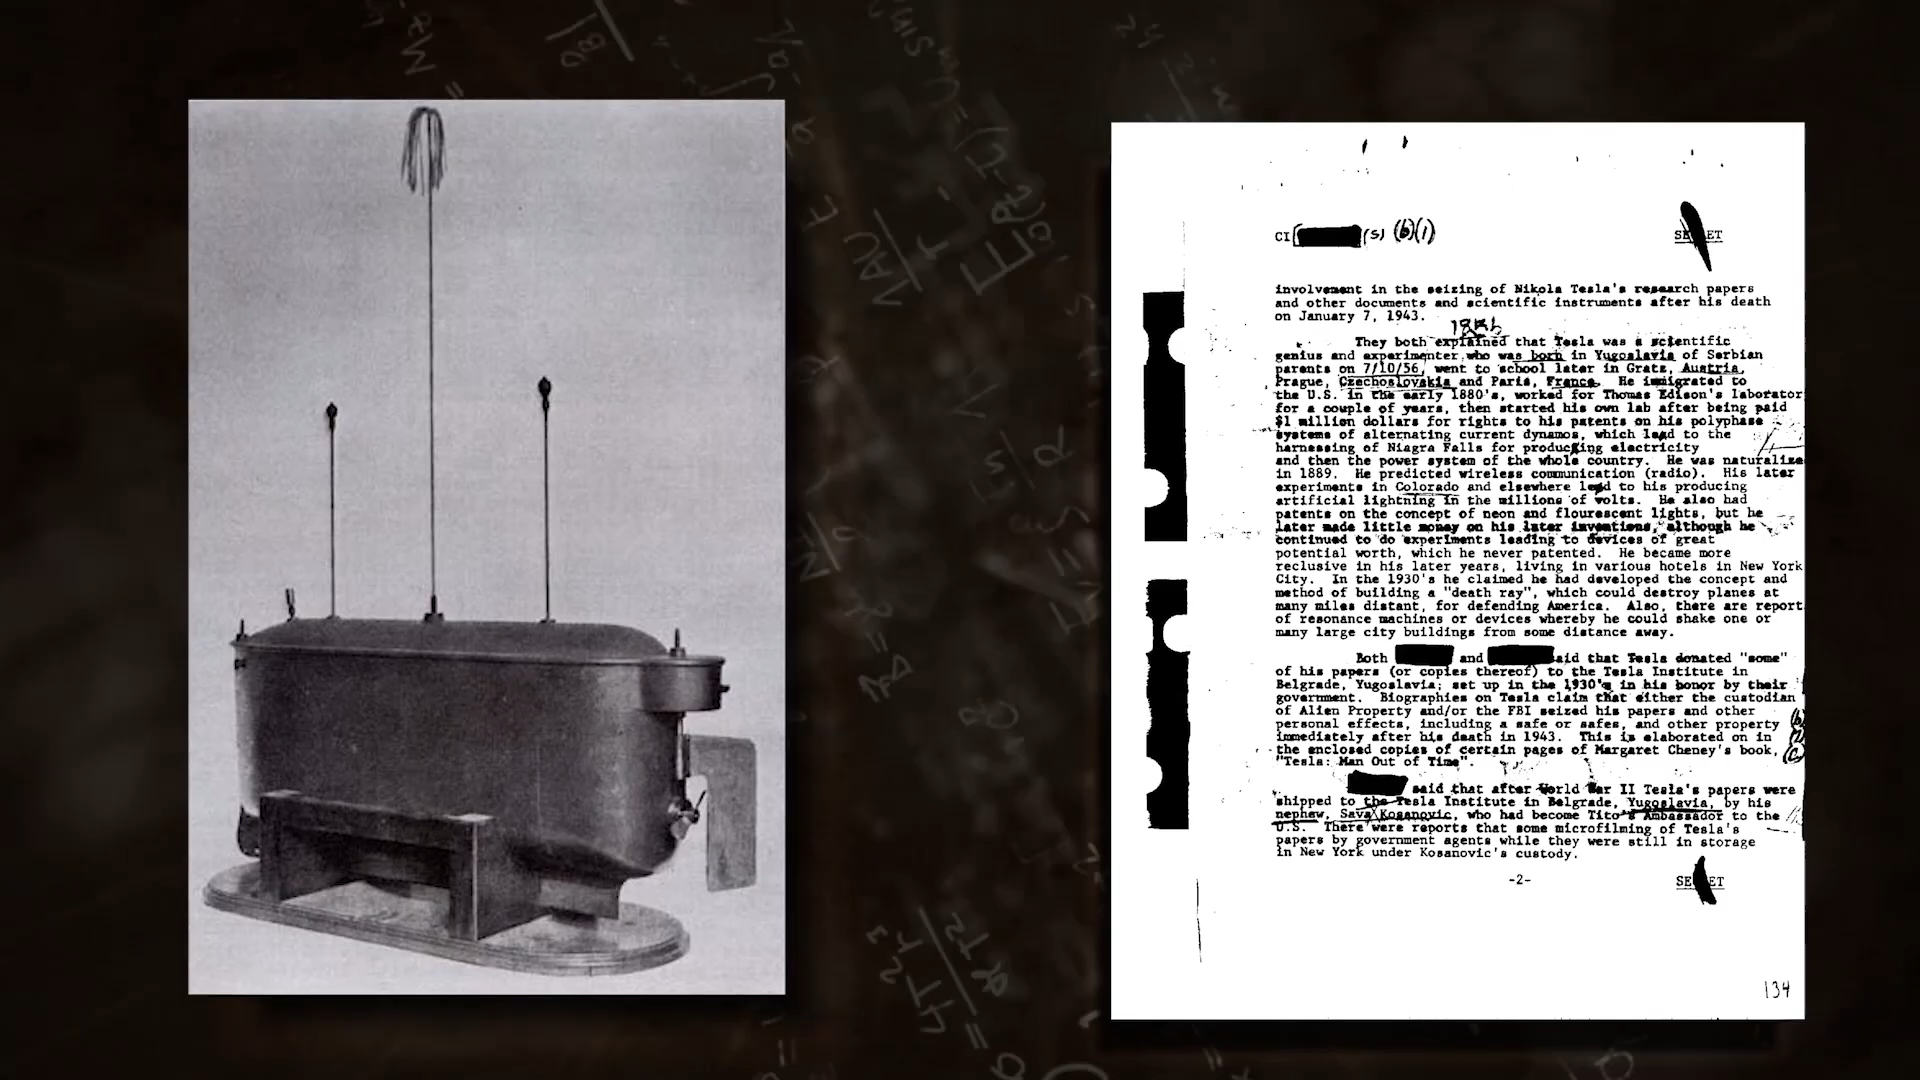 CI (S) (b)(1)
SE ET
involvement in the seizing of Nikola Tesla's research papers
and other documents and scientific instruments after his death
on January 7, 1943.
They both explained that Tesla was a scientific
genius and experimenter who was born in Yugoslavia of Serbian
parents on 7/10/56, went to school later in Gratz, Austria,
Prague, Czechoslovakia and Paris, France. He immigrated to
the U.S. in the early 1880's, worked for Thomas Edison's laborator
for a couple of years, then started his own lab after being paid
$1 million dollars for rights to his patents on his polyphase
systems of alternating current dynamos, which lead to the
harnessing of Niagra Falls for producing electricity
and then the power system of the whole country. He was naturalize
in 1889. He predicted wireless communication (radio). His later
experiments in Colorado and elsewhere lead to his producing
artificial lightning in the millions of volts. He also had
patents on the concept of neon and flourescent lights, but he
later made little money on his later inventions, although he
continued to do experiments leading to devices of great
potential worth, which he never patented. He became more
reclusive in his later years, living in various hotels in New York
City. In the 1930's he claimed he had developed the concept and
method of building a "death ray", which could destroy planes at
many miles distant, for defending America. Also, there are report
of resonance machines or devices whereby he could shake one or
many large city buildings from some distance away.
Both and aid that Tesla donated "some"
of his papers (or copies thereof) to the Tesla Institute in
Belgrade, Yugoslavia; set up in the 1930's in his honor by their
government. Biographies on Tesla claim that either the custodian
of Alien Property and/or the FBI seized his papers and other
personal effects, including a safe or safes, and other property
immediately after his death in 1943. This is elaborated on in
the enclosed copies of certain pages of Margaret Cheney's book,
"Tesla: Man Out of Time".
said that after World War II Tesla's papers were
shipped to the Tesla Institute in Belgrade, Yugoslavia, by his
nephew, Sava Kosanovic, who had become Tito's Ambassador to the
U.S. There were reports that some microfilming of Tesla's
papers by government agents while they were still in storage
in New York under Kosanovic's custody.
-2-
SE ET
134